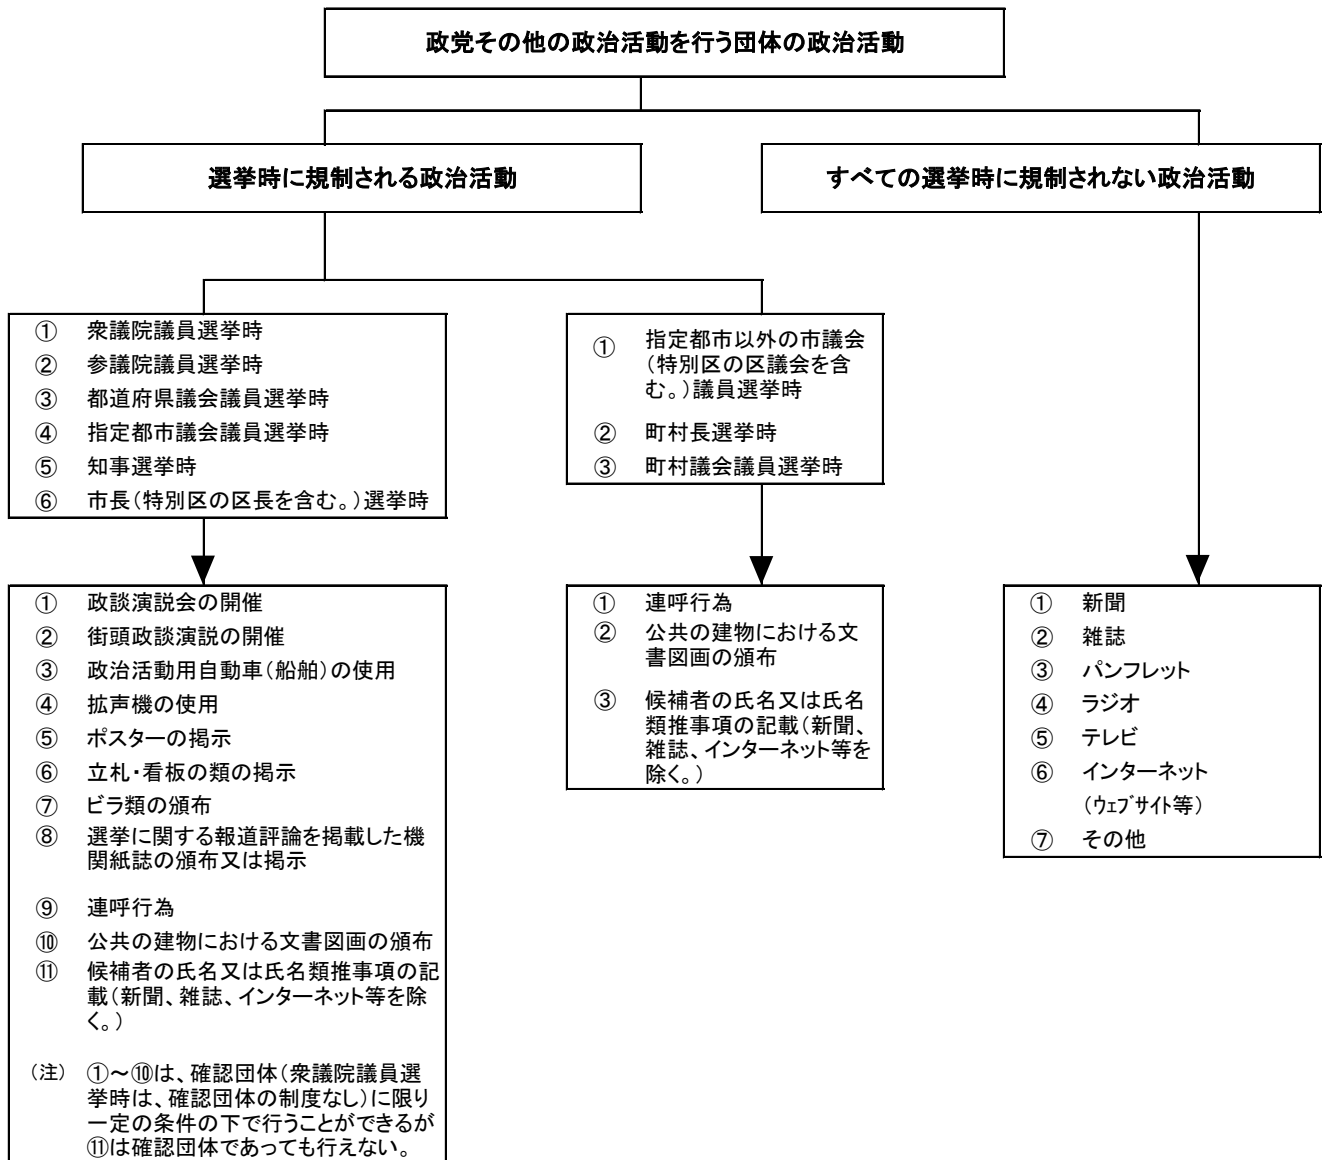 政党その他の政治活動を行う団体の政治活動
選挙時に規制される政治活動
すべての選挙時に規制されない政治活動
① 衆議院議員選挙時
② 参議院議員選挙時
③ 都道府県議会議員選挙時
④ 指定都市議会議員選挙時
⑤ 知事選挙時
⑥ 市長(特別区の区長を含む。)選挙時
① 指定都市以外の市議会
(特別区の区議会を含
む。)議員選挙時
② 町村長選挙時
③ 町村議会議員選挙時
① 政談演説会の開催
② 街頭政談演説の開催
③ 政治活動用自動車(船舶)の使用
④ 拡声機の使用
⑤ ポスターの掲示
⑥ 立札・看板の類の掲示
⑦ ビラ類の頒布
⑧ 選挙に関する報道評論を掲載した機
関紙誌の頒布又は掲示
⑨ 連呼行為
⑩ 公共の建物における文書図画の頒布
⑪ 候補者の氏名又は氏名類推事項の記
載(新聞、雑誌、インターネット等を除
く。)
(注) ①~⑩は、確認団体(衆議院議員選
挙時は、確認団体の制度なし)に限り
一定の条件の下で行うことができるが
⑪は確認団体であっても行えない。
① 連呼行為
② 公共の建物における文
書図画の頒布
③ 候補者の氏名又は氏名
類推事項の記載(新聞、
雑誌、インターネット等を
除く。)
① 新聞
② 雑誌
③ パンフレット
④ ラジオ
⑤ テレビ
⑥ インターネット
(ウェブサイト等)
⑦ その他